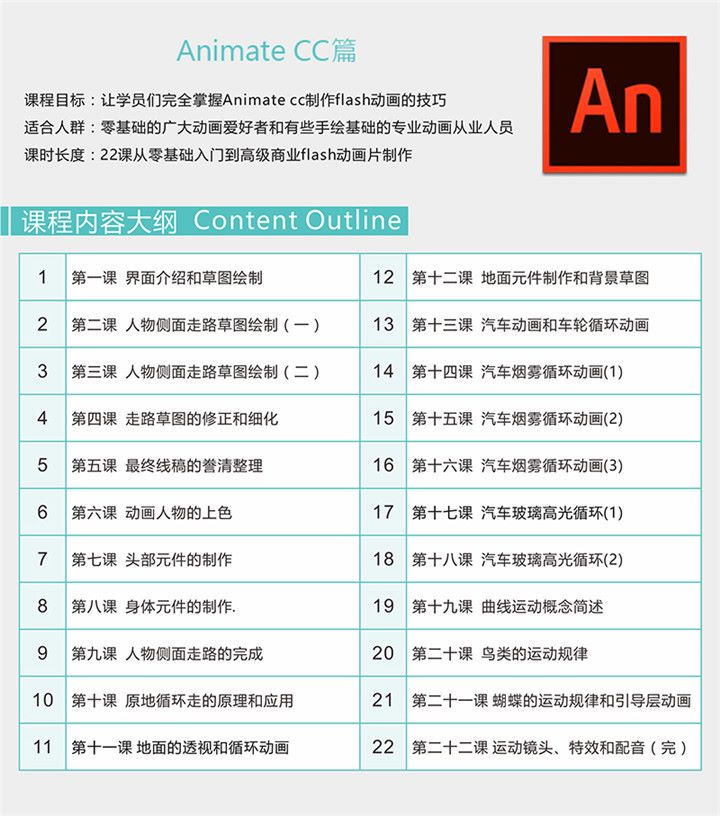 Animate CC篇
An
课程目标：让学员们完全掌握Animate cc制作flash动画的技巧
适合人群：零基础的广大动画爱好者和有些手绘基础的专业动画从业人员
课时长度：22课从零基础入门到高级商业flash动画片制作
课程内容大纲 Content Outline
1 第一课 界面介绍和草图绘制
2 第二课 人物侧面走路草图绘制（一）
3 第三课 人物侧面走路草图绘制（二）
4 第四课 走路草图的修正和细化
5 第五课 最终线稿的誊清整理
6 第六课 动画人物的上色
7 第七课 头部元件的制作
8 第八课 身体元件的制作.
9 第九课 人物侧面走路的完成
10 第十课 原地循环走的原理和应用
11 第十一课 地面的透视和循环动画
12 第十二课 地面元件制作和背景草图
13 第十三课 汽车动画和车轮循环动画
14 第十四课 汽车烟雾循环动画(1)
15 第十五课 汽车烟雾循环动画(2)
16 第十六课 汽车烟雾循环动画(3)
17 第十七课 汽车玻璃高光循环(1)
18 第十八课 汽车玻璃高光循环(2)
19 第十九课 曲线运动概念简述
20 第二十课 鸟类的运动规律
21 第二十一课 蝴蝶的运动规律和引导层动画
22 第二十二课 运动镜头、特效和配音（完）